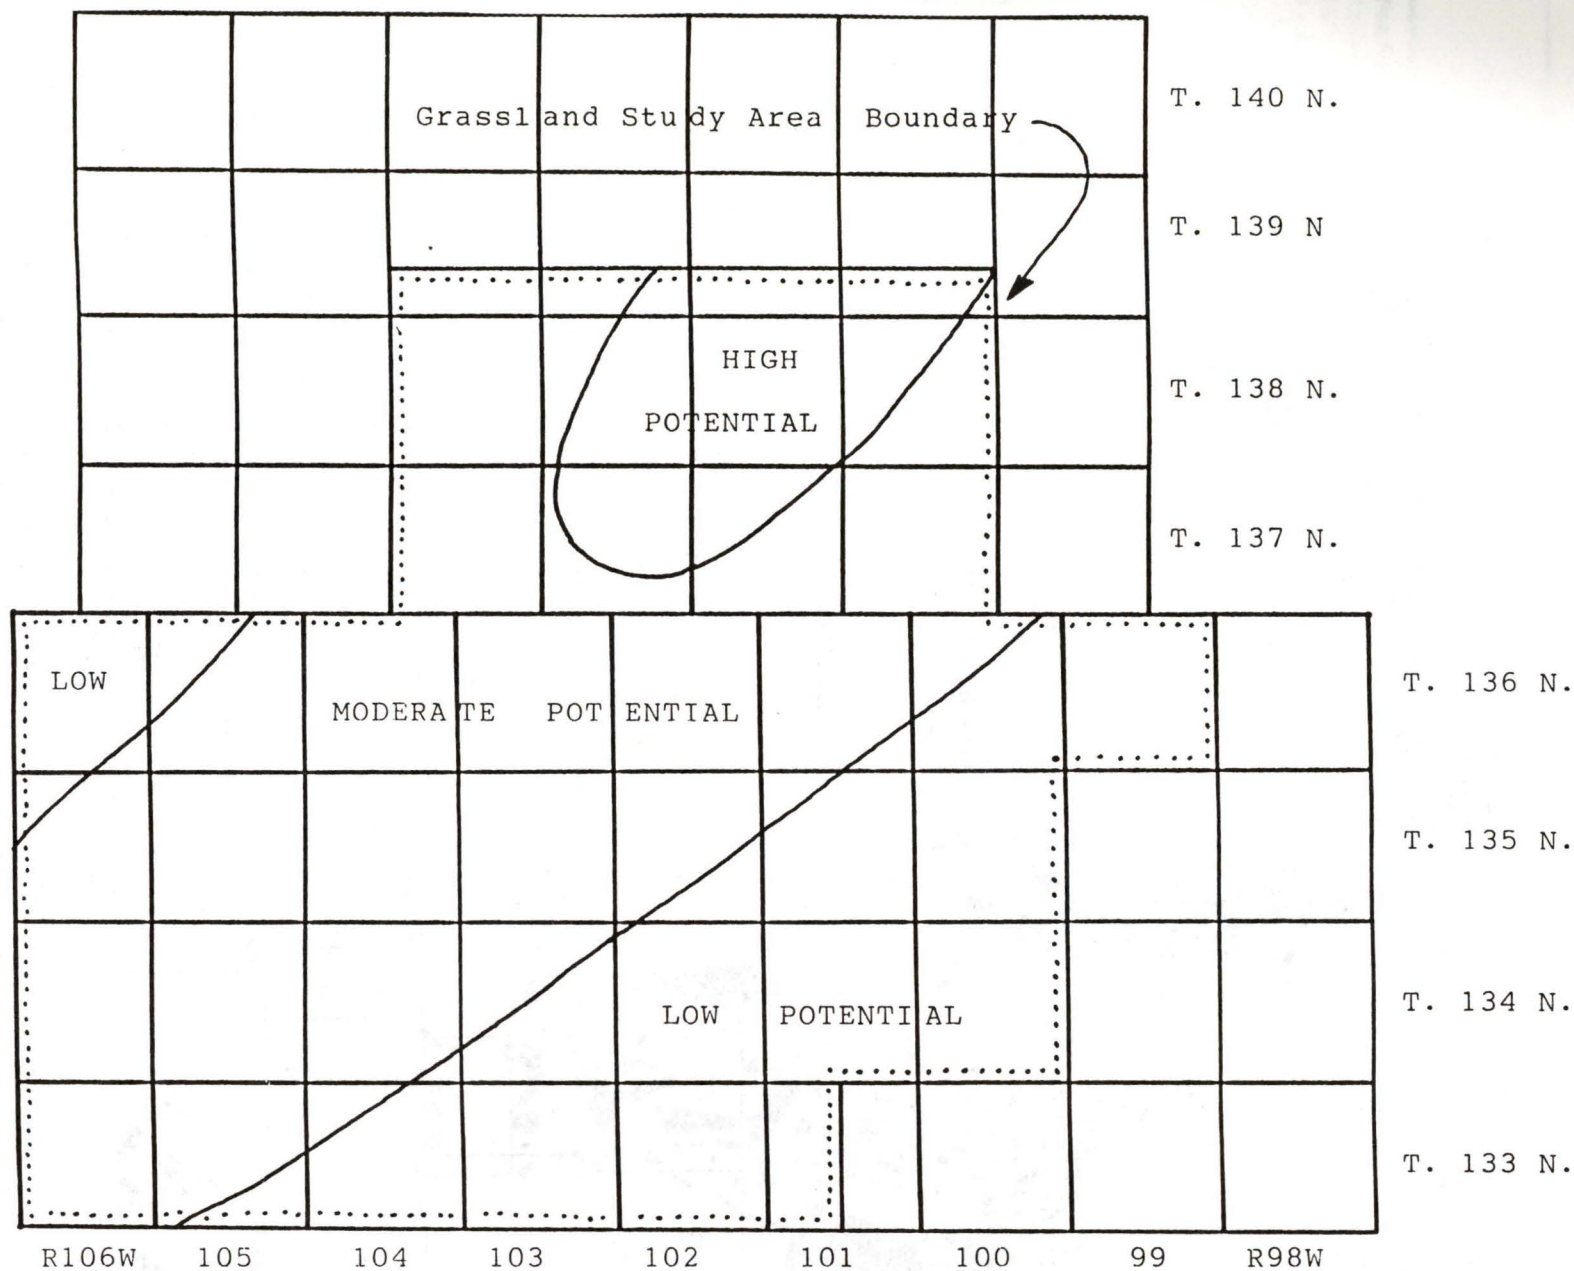 T. 140 N.
Grassland Study Area Boundary
T. 139 N
HIGH
T. 138 N.
POTENTIAL
T. 137 N.
LOW
T. 136 N.
MODERATE POTENTIAL
T. 135 N.
LOW POTENTIAL
T. 134 N.
T. 133 N.
R106W 105 104 103 102 101 100 99 R98W